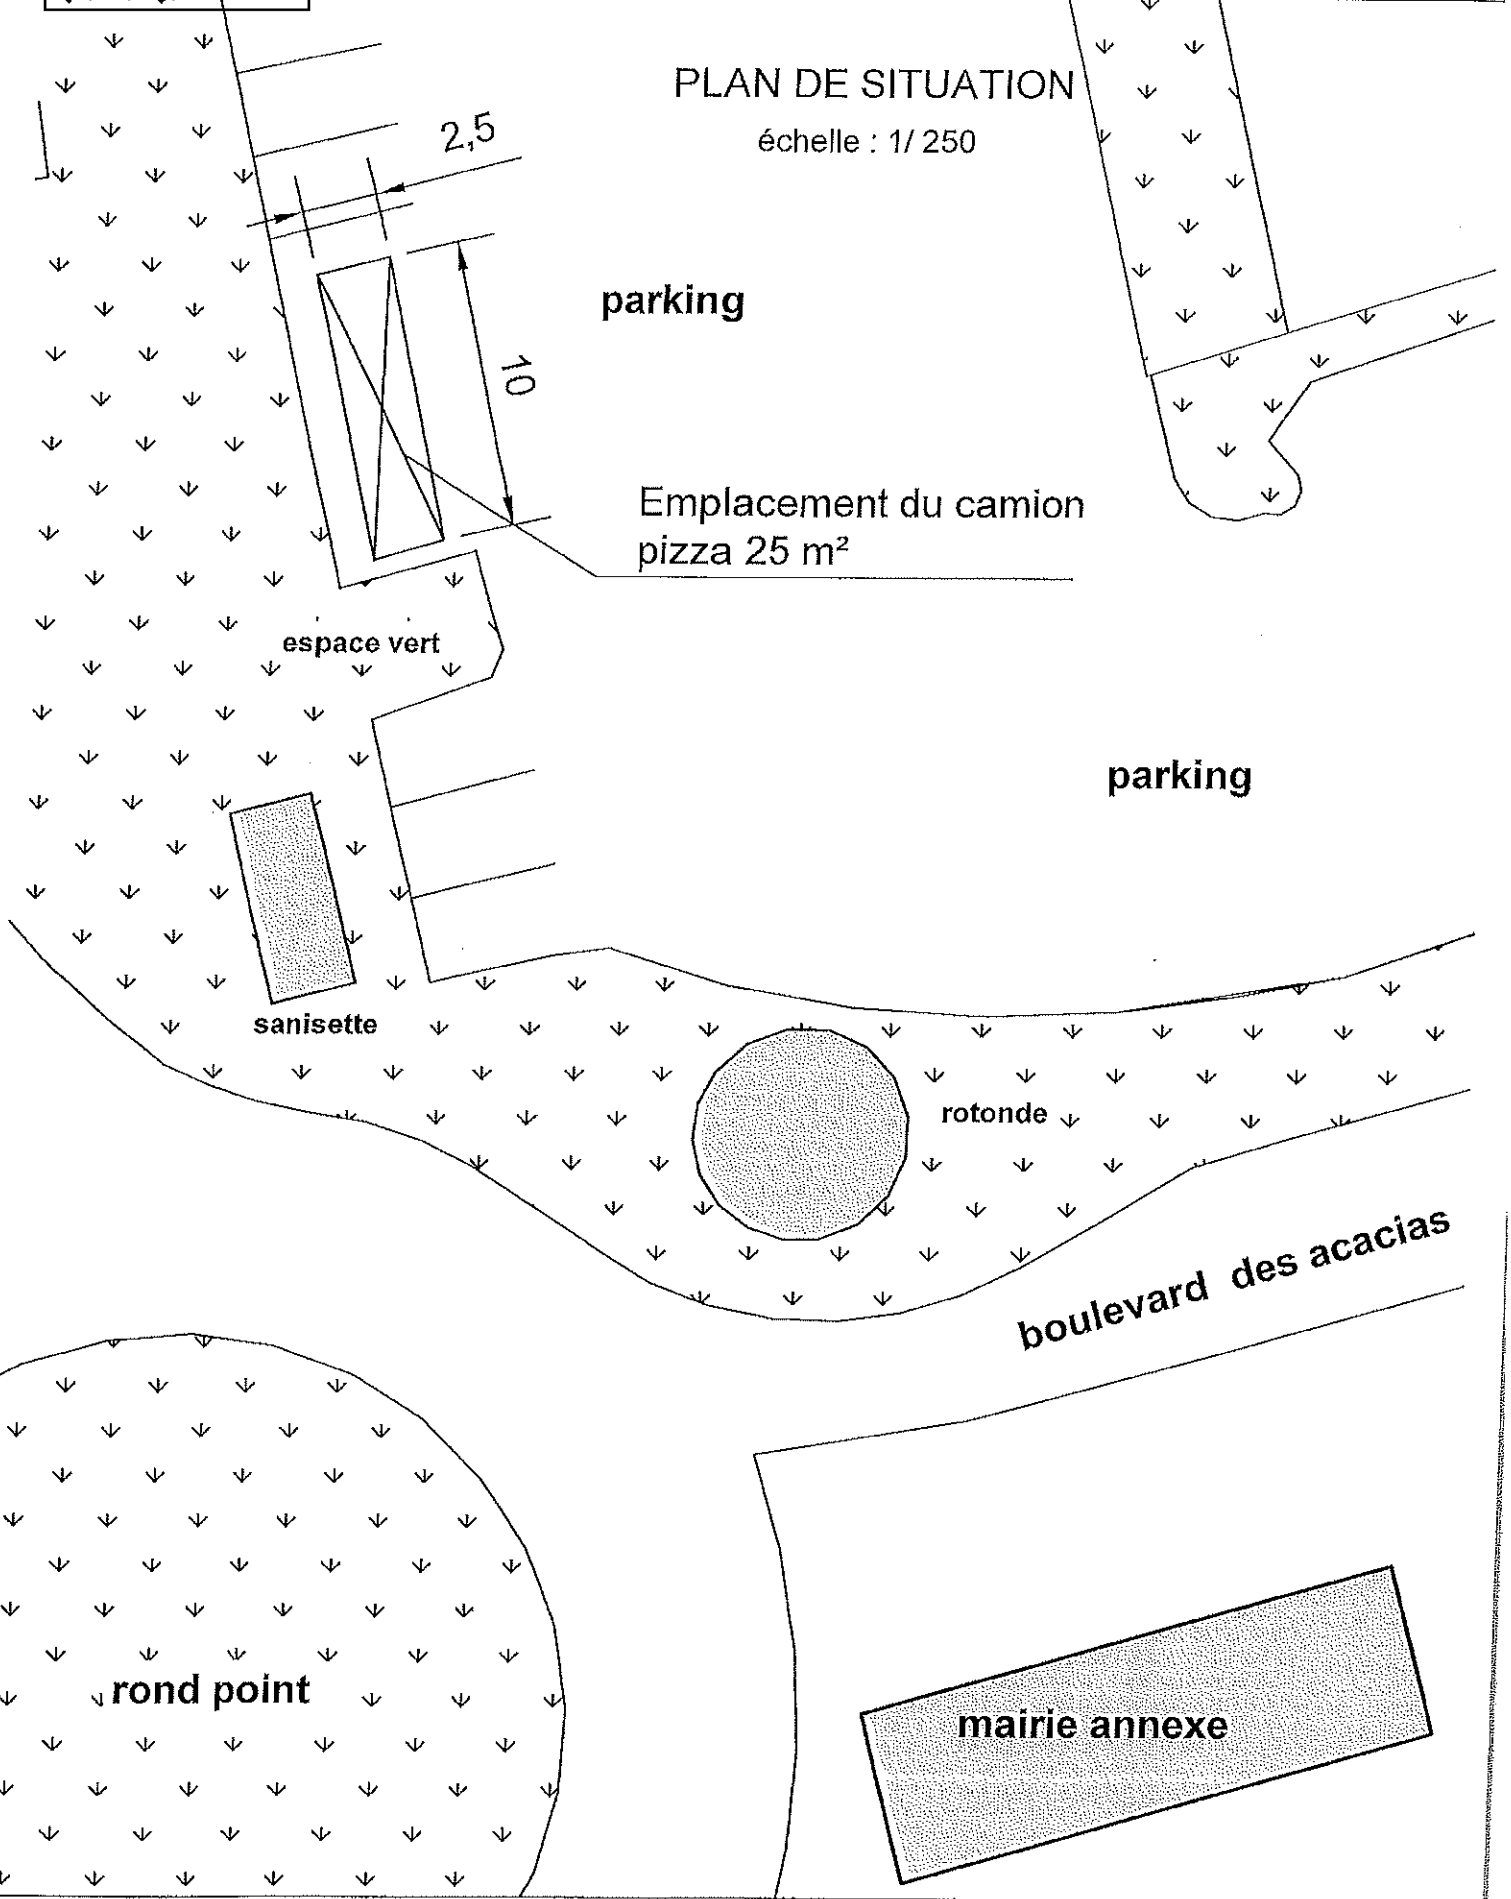 PLAN DE SITUATION
échelle : 1/ 250
2,5
parking
10
Emplacement du camion
pizza 25 m²
espace vert
parking
sanisette
rotonde
boulevard des acacias
rond point
mairie annexe